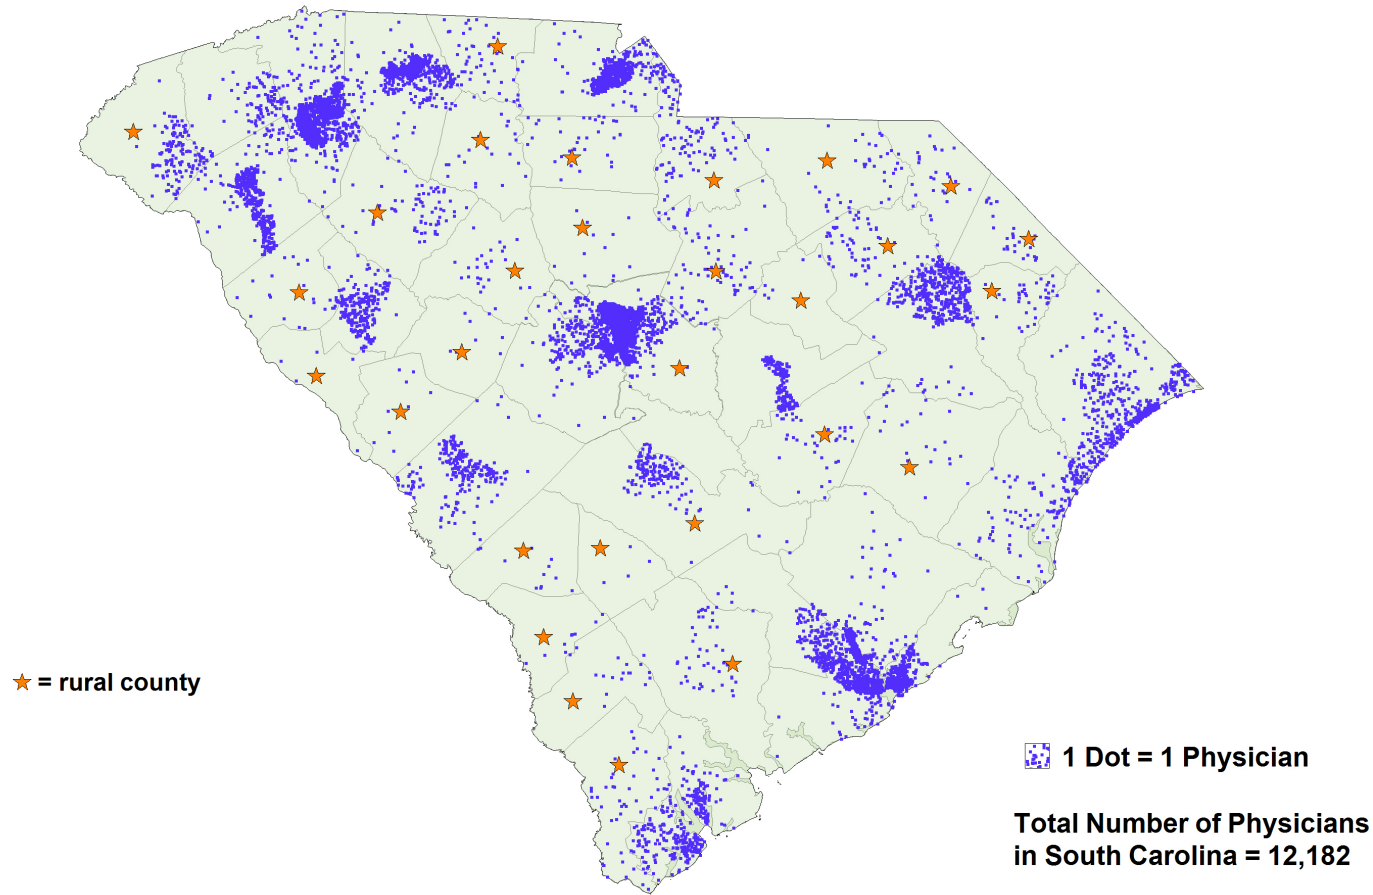 = rural county
1 Dot = 1 Physician
Total Number of Physicians
in South Carolina = 12,182